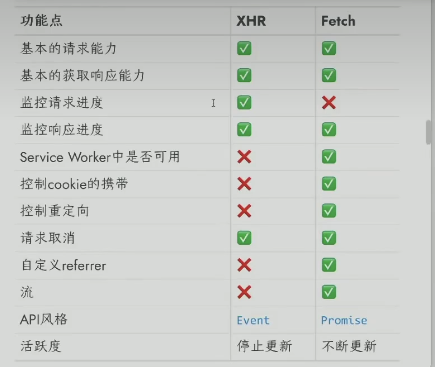 功能点 XHR Fetch
基本的请求能力 ✅ ✅
基本的获取响应能力 ✅ ✅
监控请求进度 ✅ ❌
监控响应进度 ✅ ✅
Service Worker中是否可用 ❌ ✅
控制cookie的携带 ❌ ✅
控制重定向 ❌ ✅
请求取消 ✅ ✅
自定义referrer ❌ ✅
流 ❌ ✅
API风格 Event Promise
活跃度 停止更新 不断更新